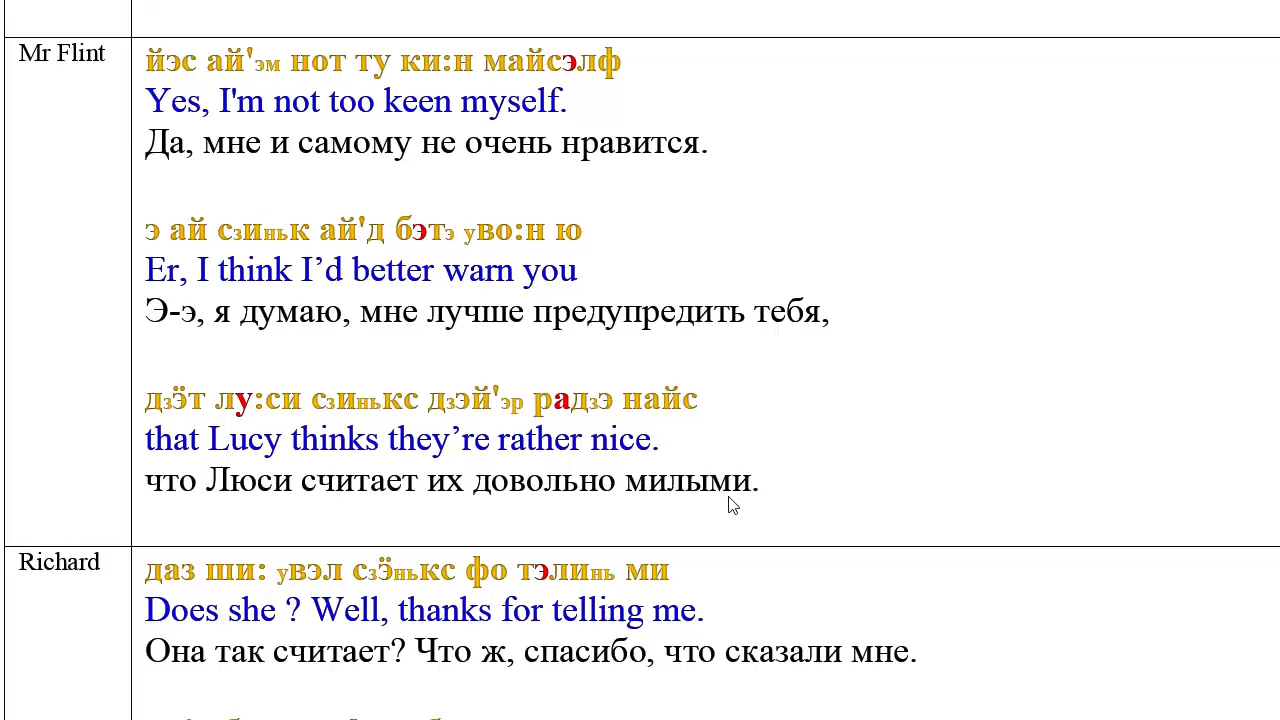 Mr Flint
йэс ай'эм нот ту ки:н майсэлф
Yes, I'm not too keen myself.
Да, мне и самому не очень нравится.
э ай сзиньк ай'д бэтэ уво:н ю
Er, I think I’d better warn you
Э-э, я думаю, мне лучше предупредить тебя,
дзӭт лу:си сзинькс дзэй'эр радзэ найс
that Lucy thinks they’re rather nice.
что Люси считает их довольно милыми.
Richard
даз ши: увэл сзӭнькс фо тэлинь ми
Does she ? Well, thanks for telling me.
Она так считает? Что ж, спасибо, что сказали мне.